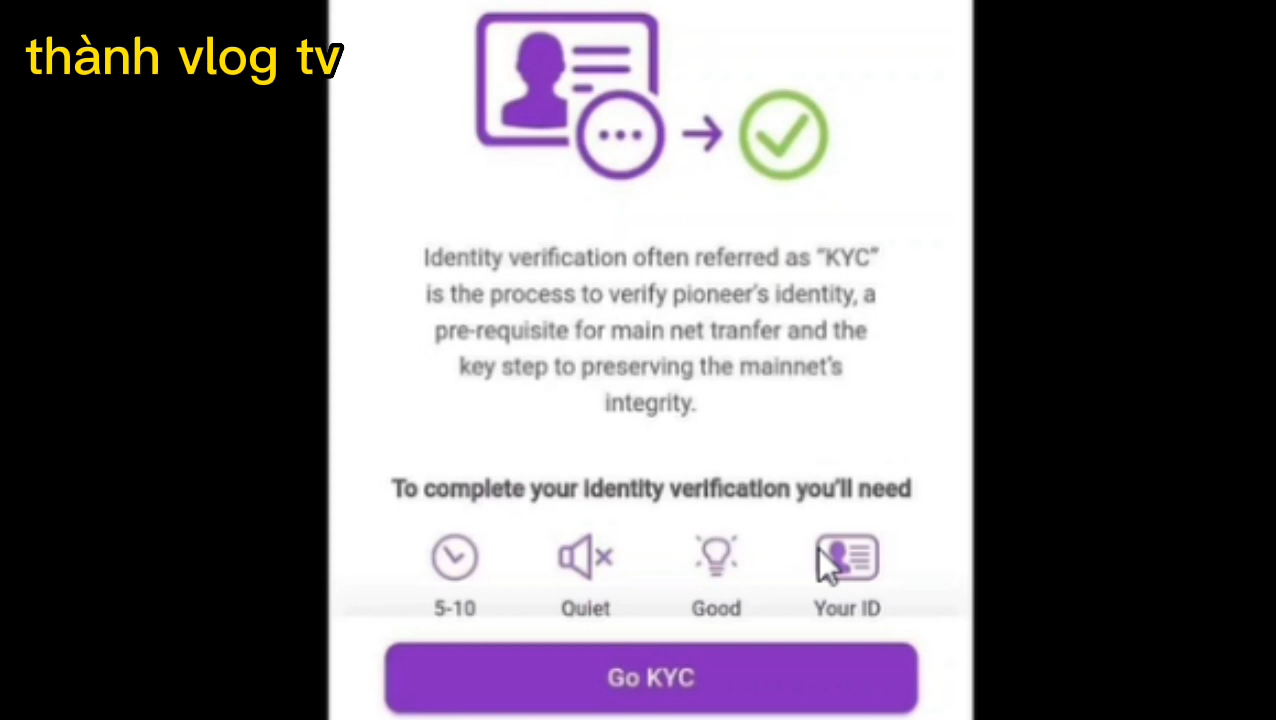 thành vlog tv
Identity verification often referred as “KYC”
is the process to verify pioneer's identity, a
pre-requisite for main net tranfer and the
key step to preserving the mainnet's
integrity.
To complete your identity verification you'll need
5-10 Quiet Good Your ID
Go KYC